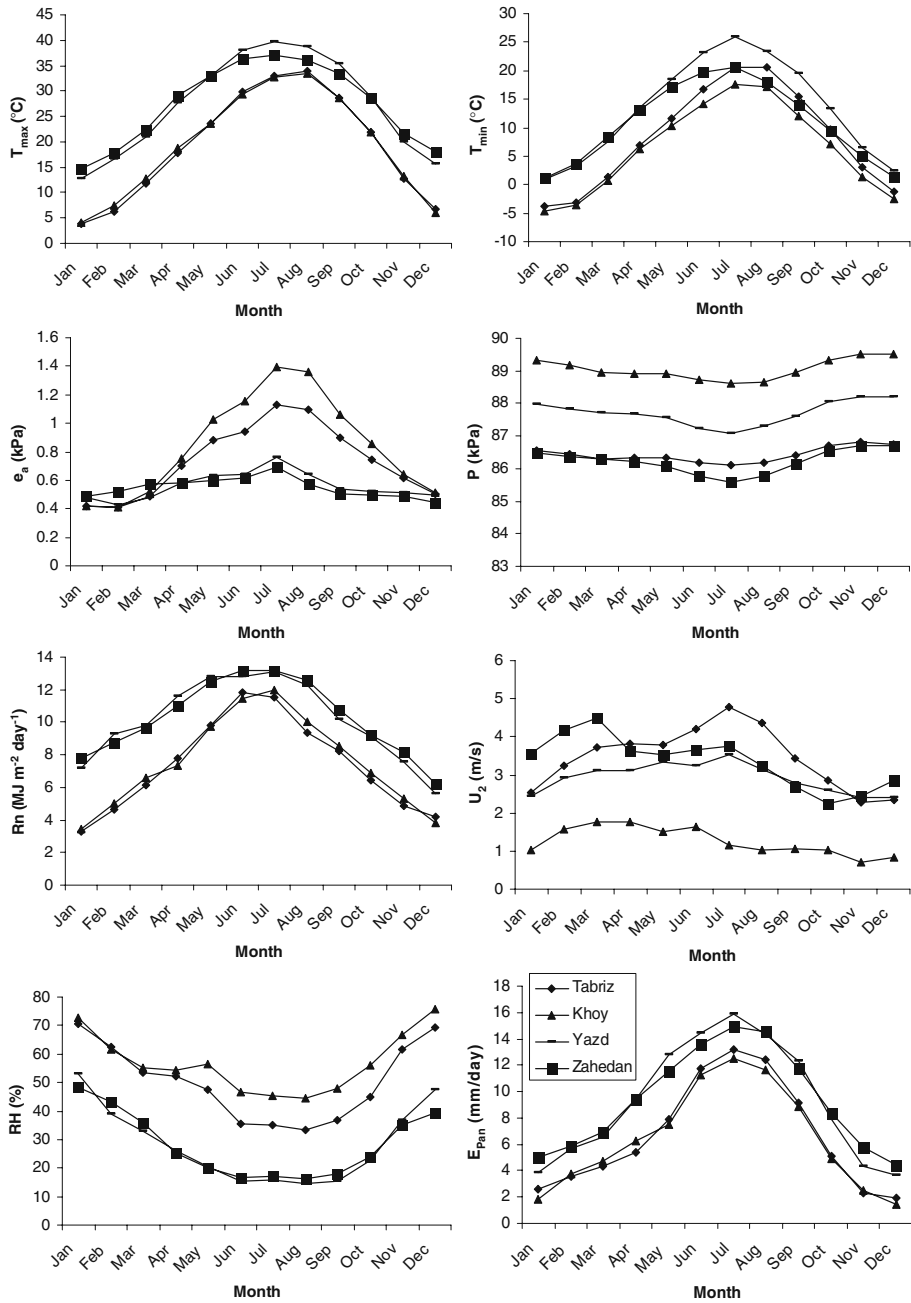 45
40
35
30
25
20
15
10
5
0
T_max (°C)
Jan Feb Mar Apr May Jun Jul Aug Sep Oct Nov Dec
Month
30
25
20
15
10
5
0
-5
-10
T_min (°C)
Jan Feb Mar Apr May Jun Jul Aug Sep Oct Nov Dec
Month
1.6
1.4
1.2
1
0.8
0.6
0.4
0.2
0
e_a (kPa)
Jan Feb Mar Apr May Jun Jul Aug Sep Oct Nov Dec
Month
90
89
88
87
86
85
84
83
P (kPa)
Jan Feb Mar Apr May Jun Jul Aug Sep Oct Nov Dec
Month
14
12
10
8
6
4
2
0
Rn (MJ m⁻² day⁻¹)
Jan Feb Mar Apr May Jun Jul Aug Sep Oct Nov Dec
Month
6
5
4
3
2
1
0
U₂ (m/s)
Jan Feb Mar Apr May Jun Jul Aug Sep Oct Nov Dec
Month
80
70
60
50
40
30
20
10
0
RH (%)
Jan Feb Mar Apr May Jun Jul Aug Sep Oct Nov Dec
Month
18
16
14
12
10
8
6
4
2
0
E_Pan (mm/day)
Tabriz
Khoy
Yazd
Zahedan
Jan Feb Mar Apr May Jun Jul Aug Sep Oct Nov Dec
Month